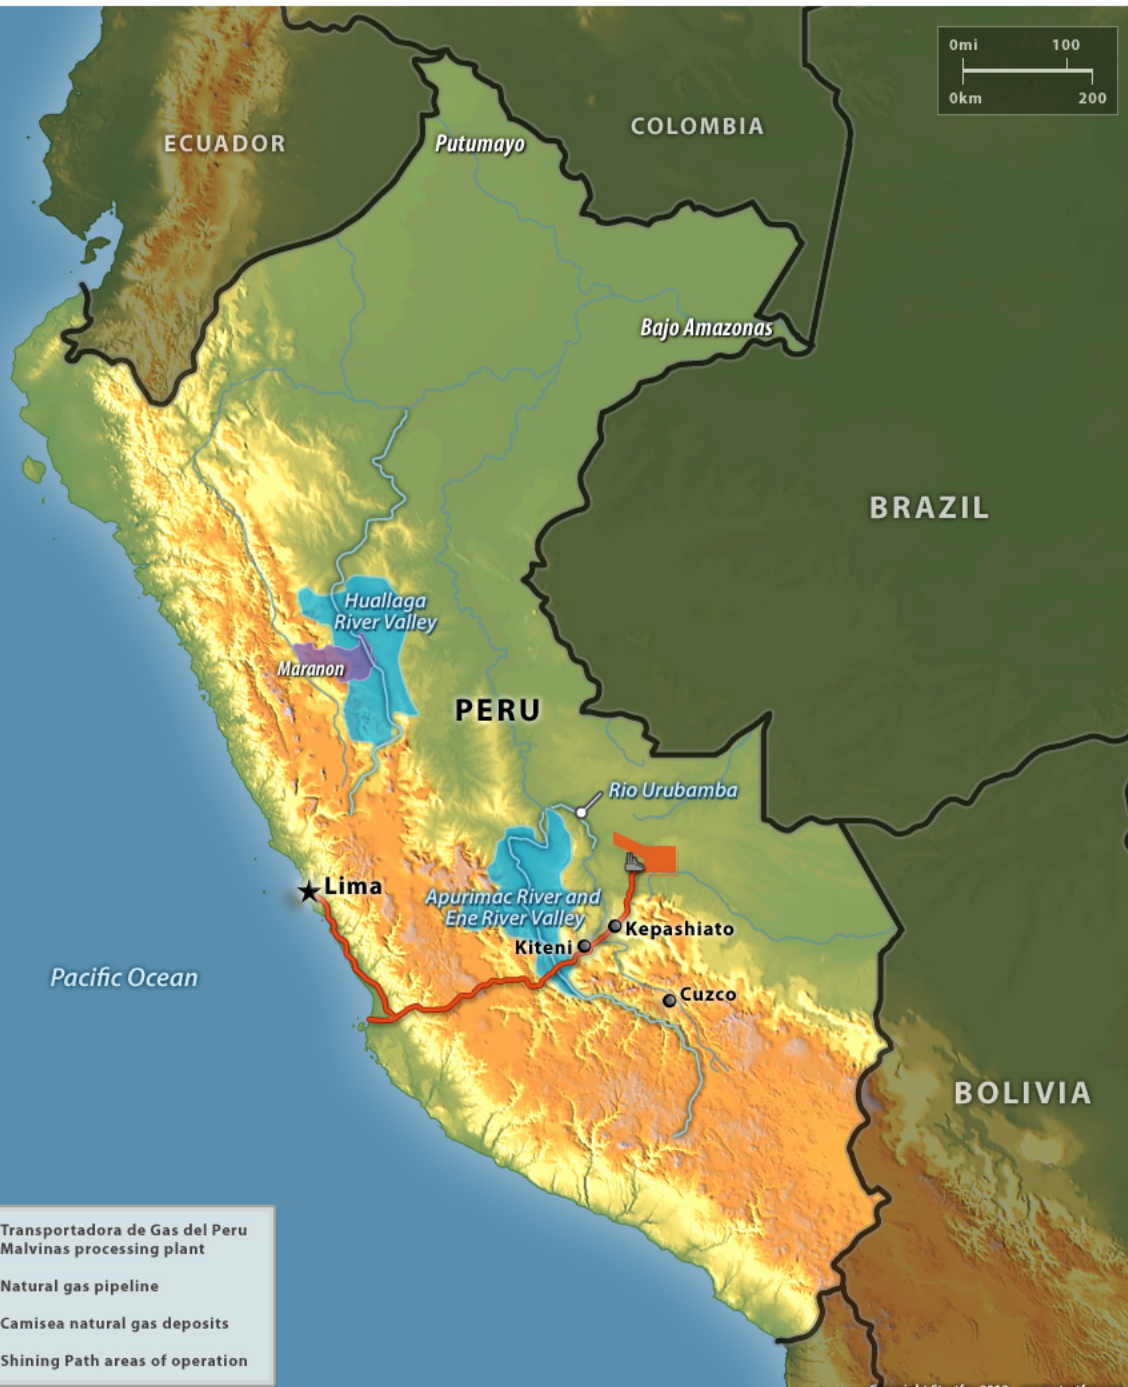 0mi 100
0km 200
ECUADOR
COLOMBIA
Putumayo
Bajo Amazonas
BRAZIL
Huallaga
River Valley
Maranon
PERU
Rio Urubamba
Lima
Apurimac River and
Ene River Valley
Kepashiato
Kiteni
Cuzco
Pacific Ocean
BOLIVIA
Transportadora de Gas del Peru
Malvinas processing plant
Natural gas pipeline
Camisea natural gas deposits
Shining Path areas of operation